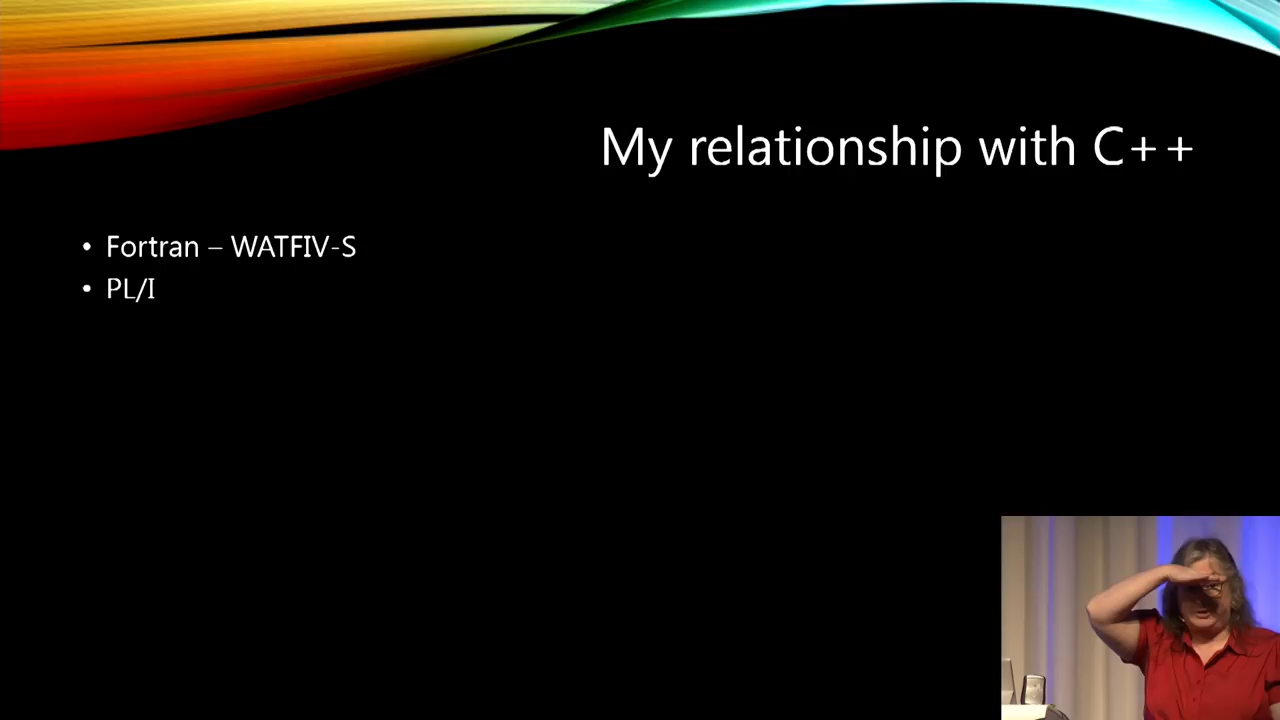 My relationship with C++
• Fortran – WATFIV-S
• PL/I